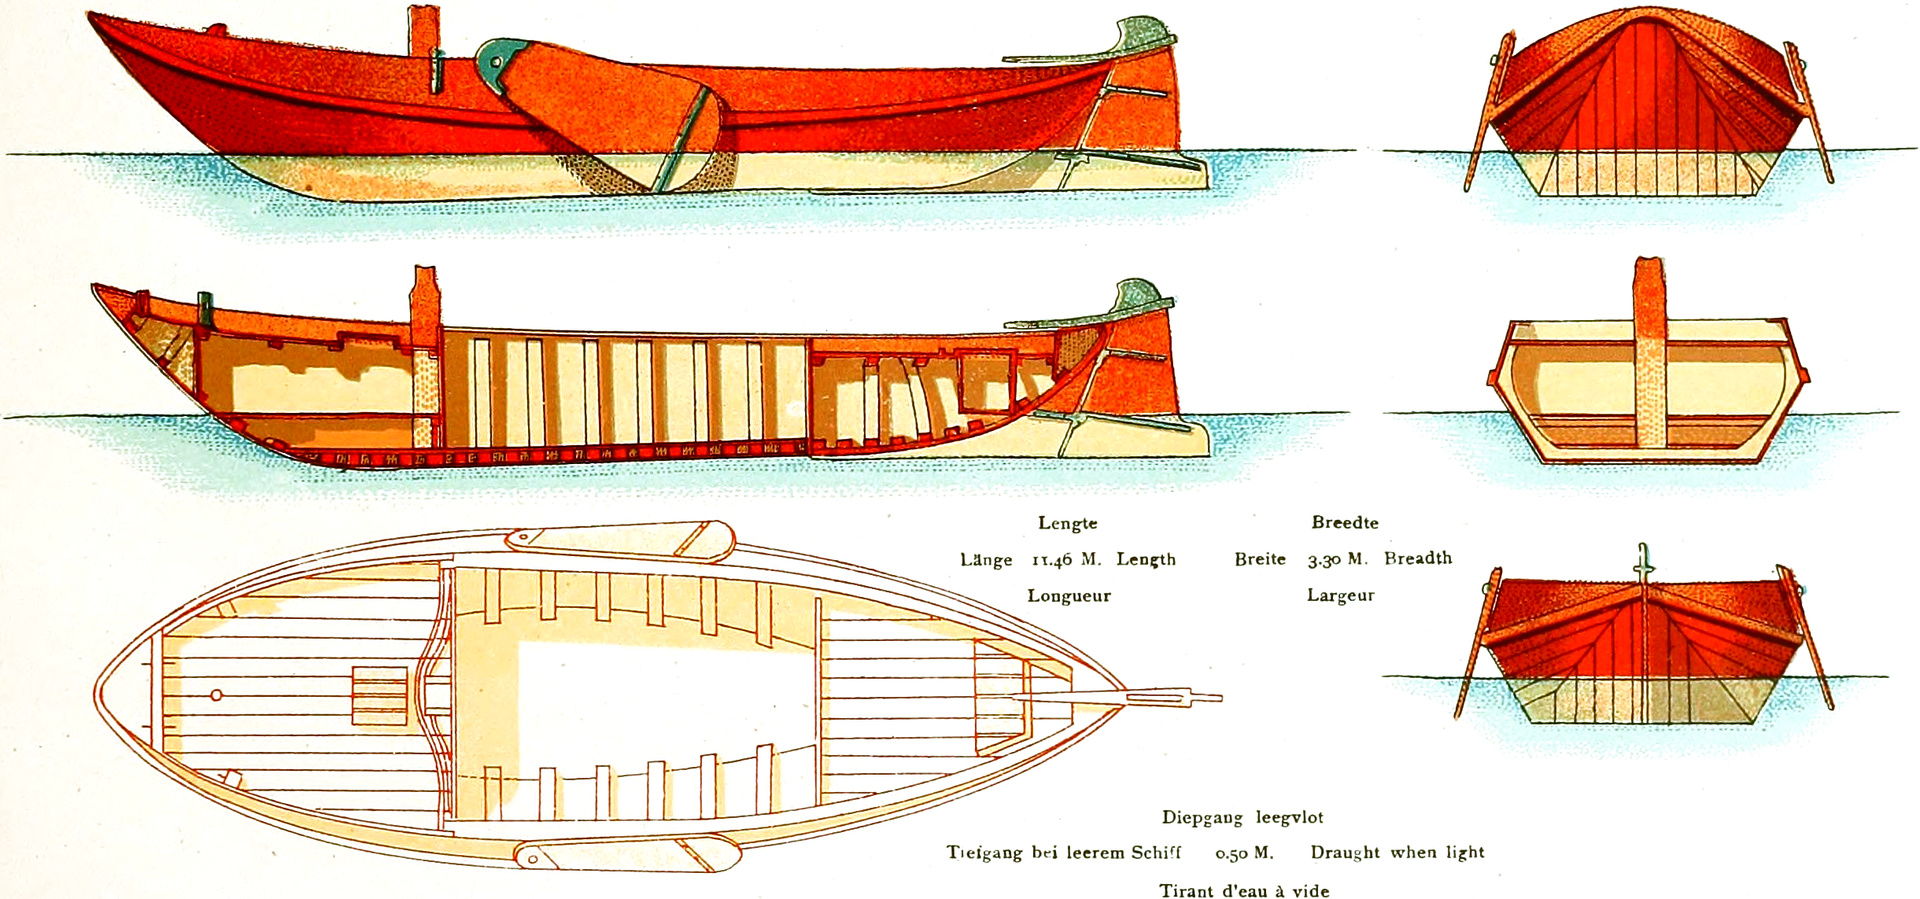 Lengte
Länge 11.46 M. Length
Longueur
Breedte
Breite 3.30 M. Breadth
Largeur
Diepgang leegvlot
Tiefgang bei leerem Schiff 0.50 M. Draught when light
Tirant d'eau à vide